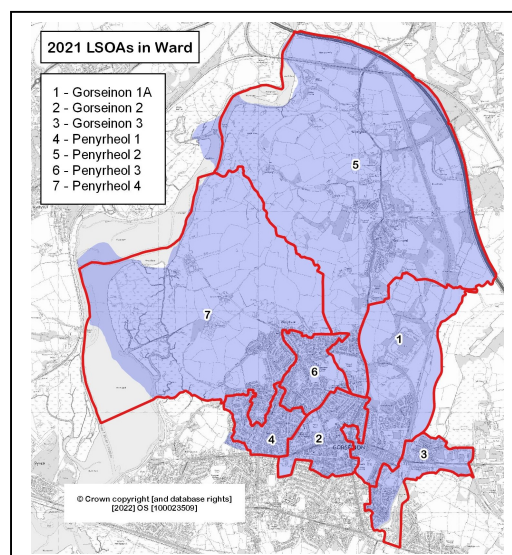 2021 LSOAs in Ward
1 - Gorseinon 1A
2 - Gorseinon 2
3 - Gorseinon 3
4 - Penyrheol 1
5 - Penyrheol 2
6 - Penyrheol 3
7 - Penyrheol 4
5
7
1
6
4
2
GORSEINON
3
© Crown copyright [and database rights]
[2022] OS [100023509]